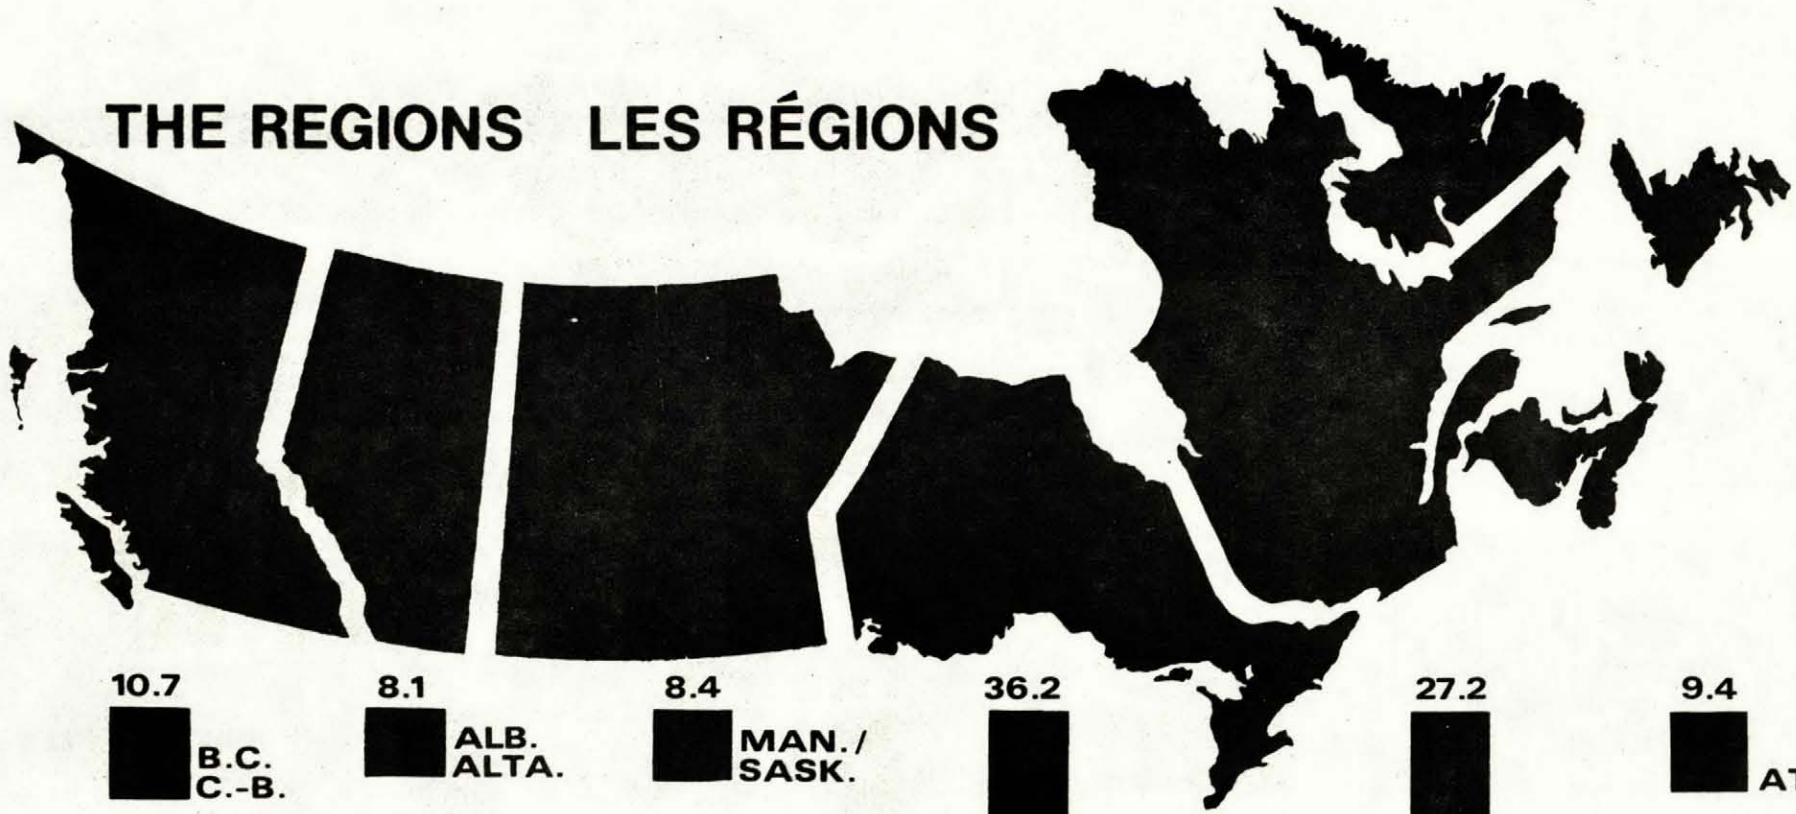 THE REGIONS LES RÉGIONS
10.7 8.1 8.4 36.2 27.2 9.4
B.C.
C.-B.
ALB.
ALTA.
MAN./
SASK.